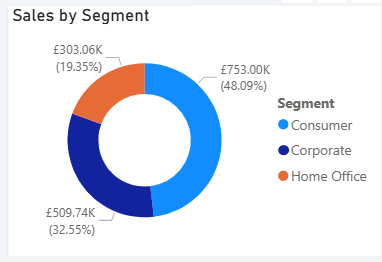 Sales by Segment
£303.06K
(19.35%)
£753.00K
(48.09%)
Segment
Consumer
Corporate
Home Office
£509.74K
(32.55%)